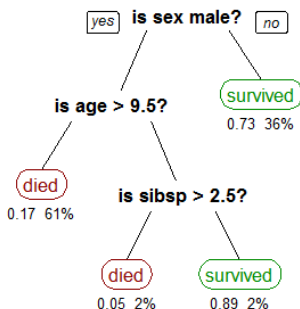 yes is sex male? no
is age > 9.5?
survived
0.73 36%
died
0.17 61%
is sibsp > 2.5?
died survived
0.05 2% 0.89 2%